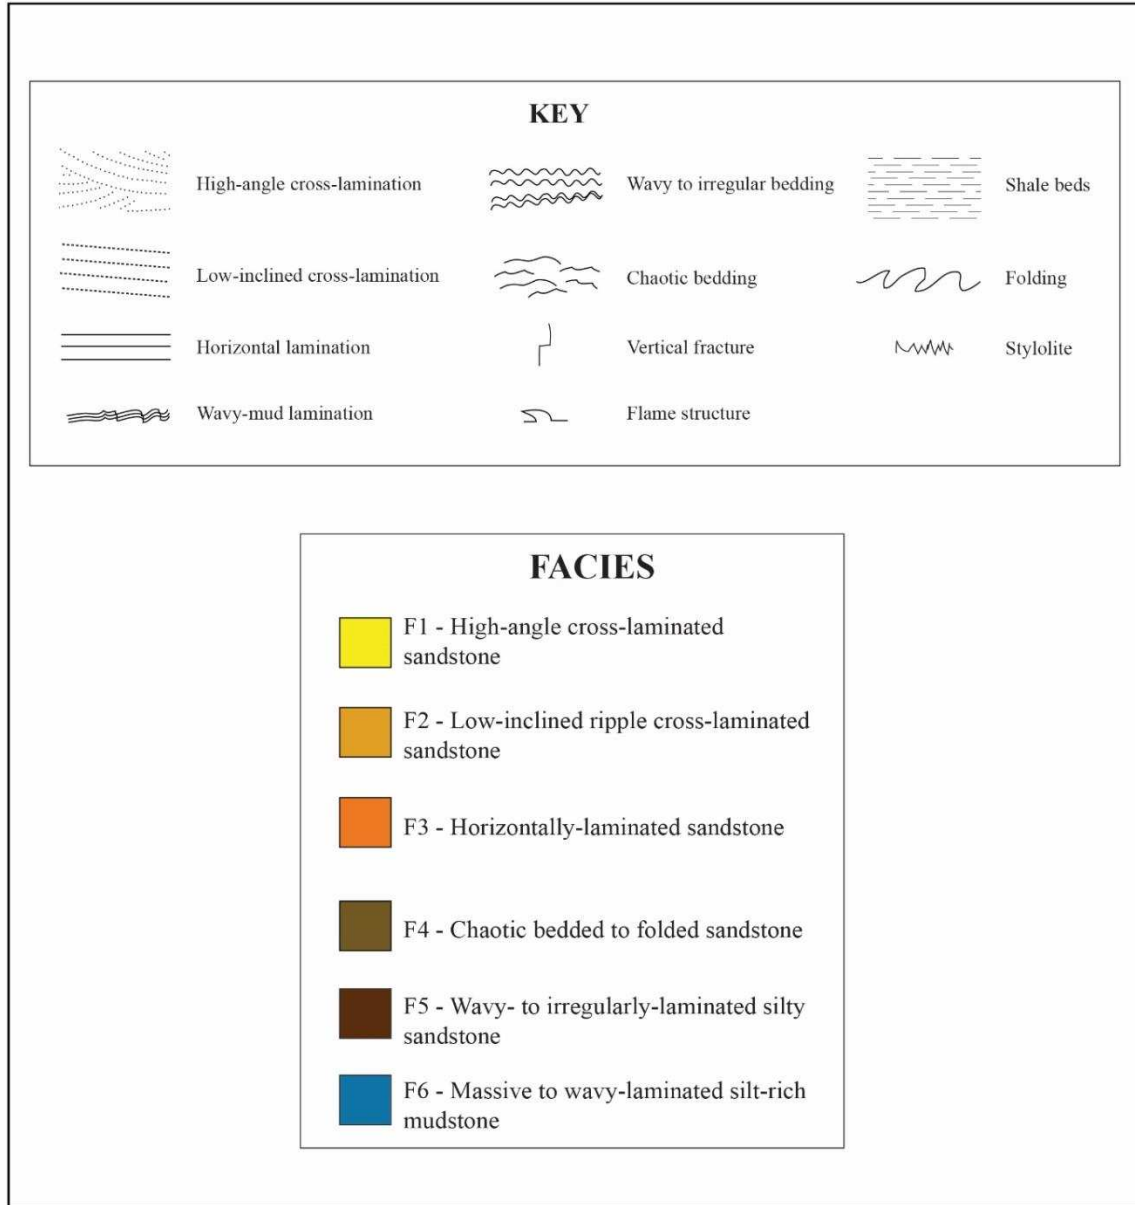 KEY
High-angle cross-lamination
Wavy to irregular bedding
Shale beds
Low-inclined cross-lamination
Chaotic bedding
Folding
Horizontal lamination
Vertical fracture
Stylolite
Wavy-mud lamination
Flame structure
FACIES
F1 - High-angle cross-laminated
sandstone
F2 - Low-inclined ripple cross-laminated
sandstone
F3 - Horizontally-laminated sandstone
F4 - Chaotic bedded to folded sandstone
F5 - Wavy- to irregularly-laminated silty
sandstone
F6 - Massive to wavy-laminated silt-rich
mudstone